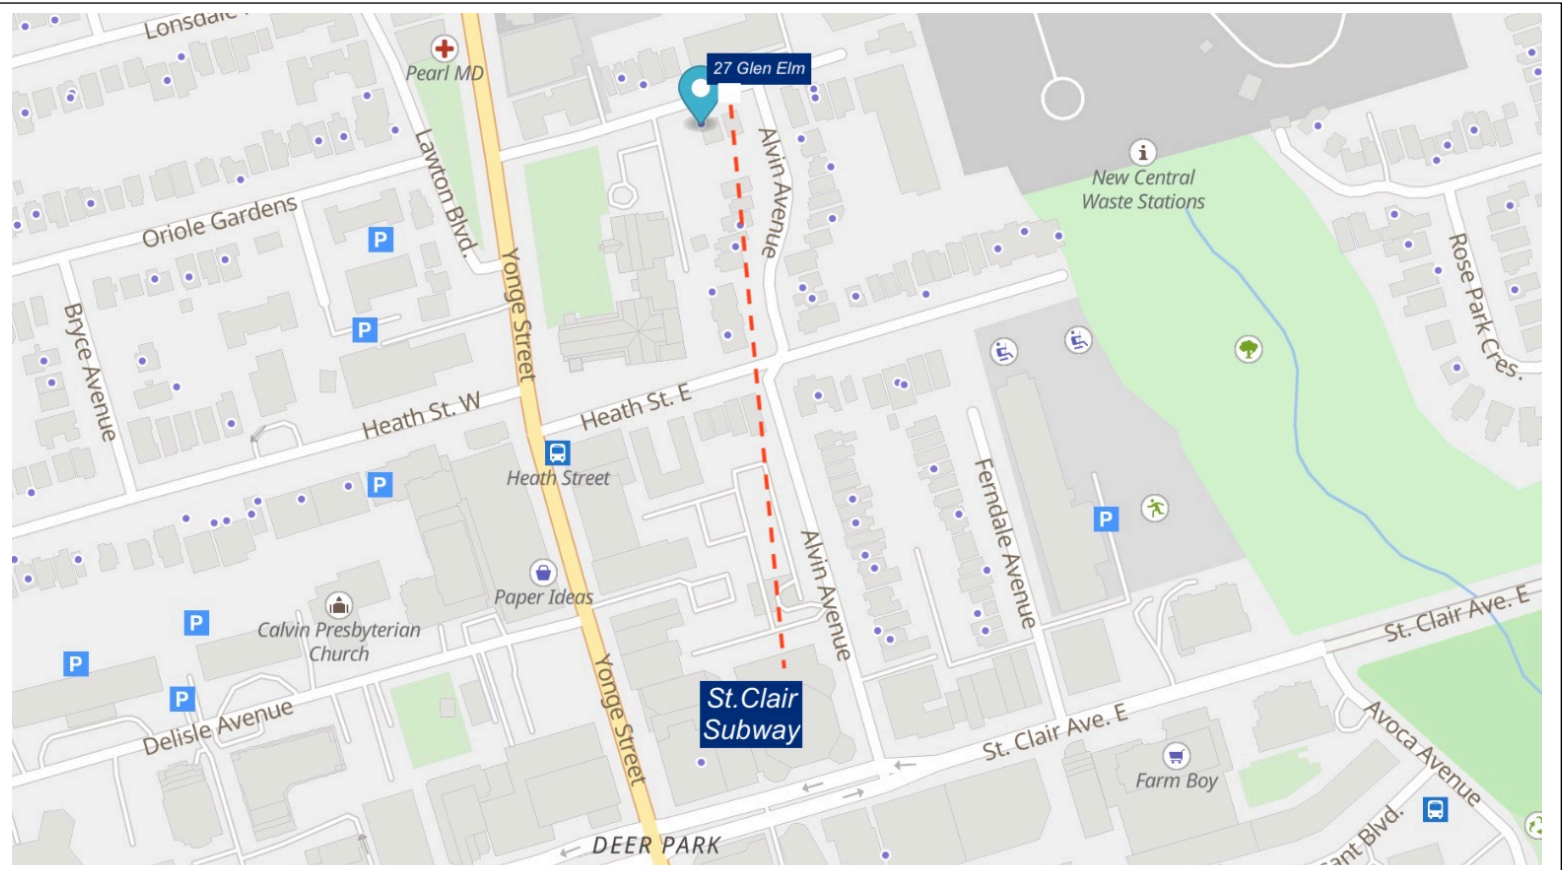 Lonsdale
Pearl MD
27 Glen Elm
Lawton Blvd.
Alvin Avenue
New Central
Waste Stations
Oriole Gardens
P
Yonge Street
Rose Park Cres.
Bryce Avenue
P
Heath St. W
Heath St. E
Heath Street
P
Ferndale Avenue
P
Alvin Avenue
Paper Ideas
Calvin Presbyterian
Church
P
St. Clair Ave. E
P
P
Yonge Street
St.Clair
Subway
Delisle Avenue
St. Clair Ave. E
Avoca Avenue
Farm Boy
DEER PARK
sant Blvd.